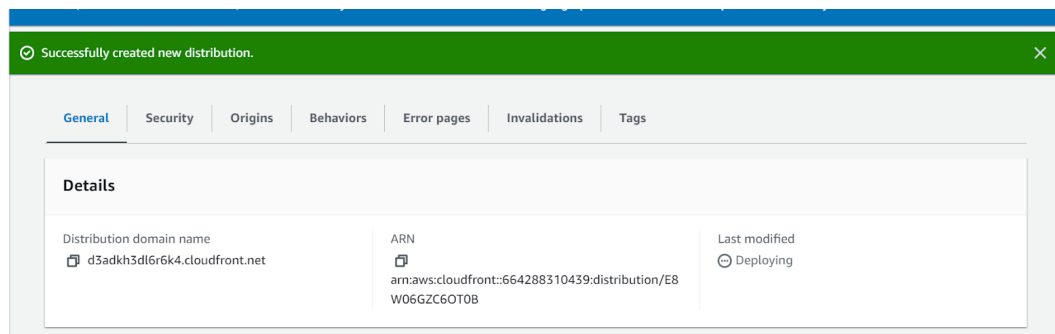 Successfully created new distribution.
General Security Origins Behaviors Error pages Invalidations Tags
Details
Distribution domain name
d3adkh3dl6r6k4.cloudfront.net
ARN
arn:aws:cloudfront::664288310439:distribution/E8
W06GZC6OT0B
Last modified
Deploying